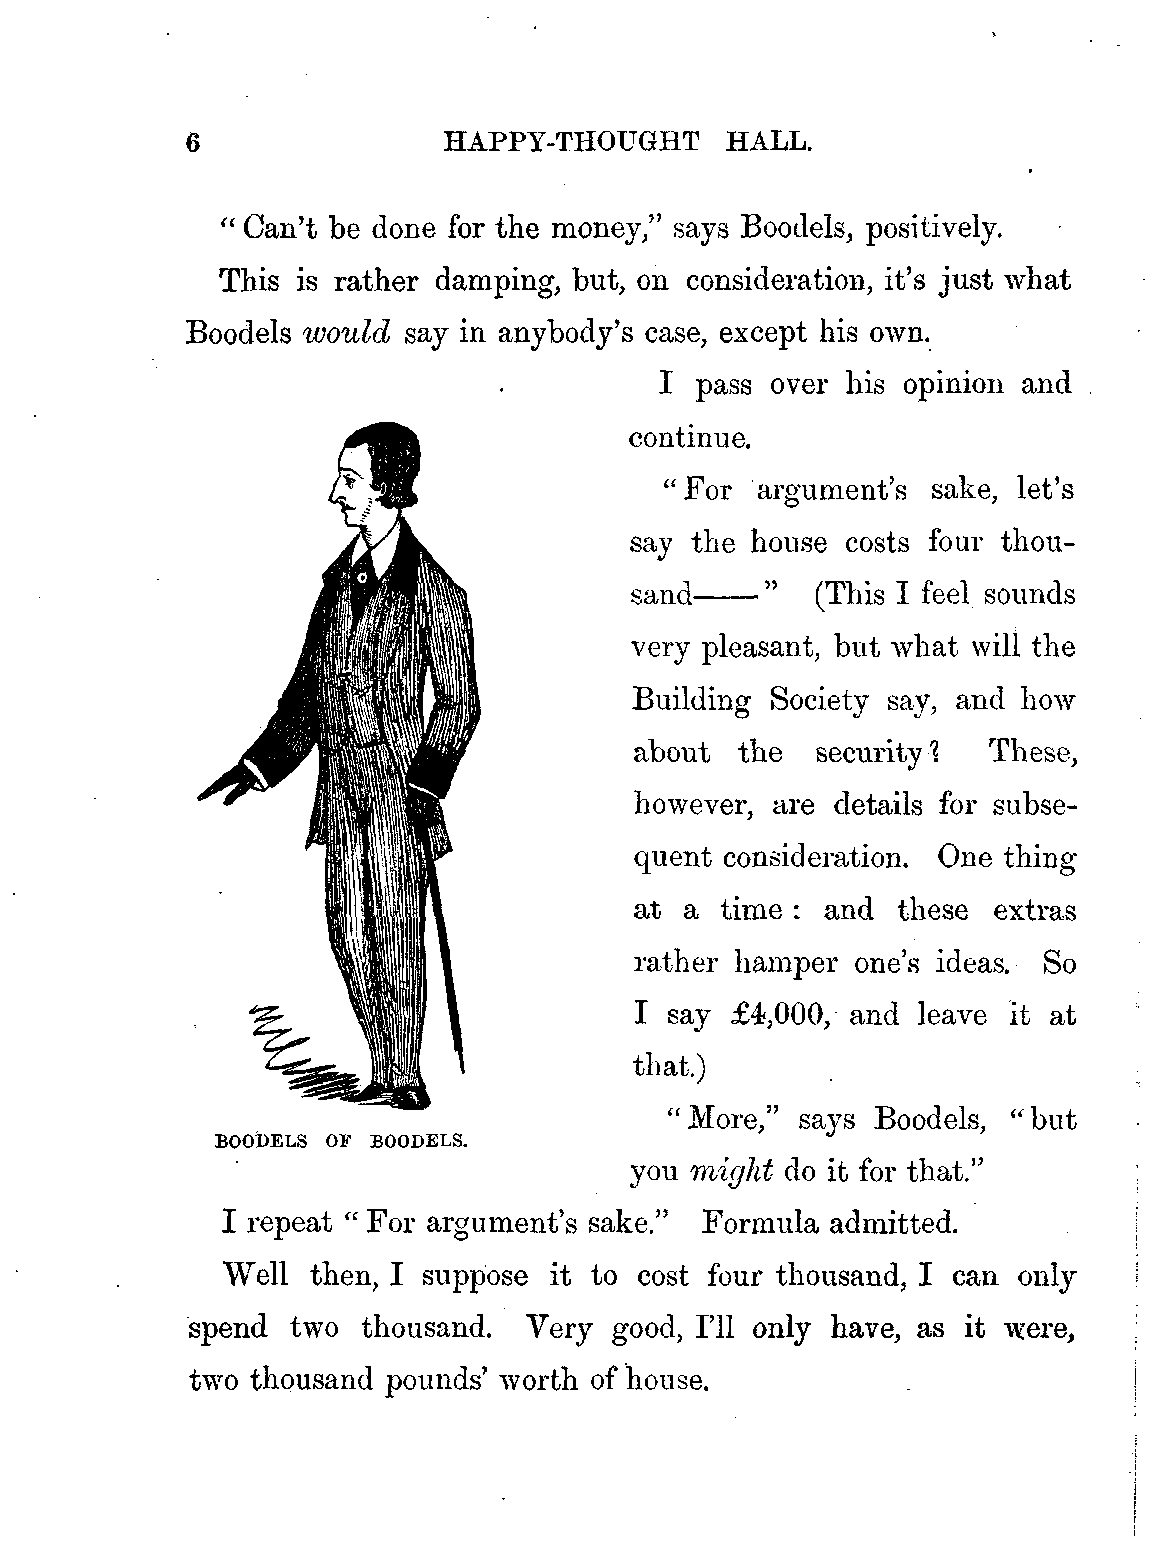 6 HAPPY-THOUGHT HALL.
“Can't be done for the money,” says Boodels, positively.
This is rather damping, but, on consideration, it's just what
Boodels would say in anybody's case, except his own.
I pass over his opinion and
continue.
“For argument's sake, let's
say the house costs four thou-
sand——” (This I feel sounds
very pleasant, but what will the
Building Society say, and how
about the security? These,
however, are details for subse-
quent consideration. One thing
at a time: and these extras
rather hamper one's ideas. So
I say £4,000, and leave it at
that.)
“More,” says Boodels, “but
you might do it for that.”
BOODELS OF BOODELS.
I repeat “For argument's sake.” Formula admitted.
Well then, I suppose it to cost four thousand, I can only
spend two thousand. Very good, I'll only have, as it were,
two thousand pounds' worth of house.